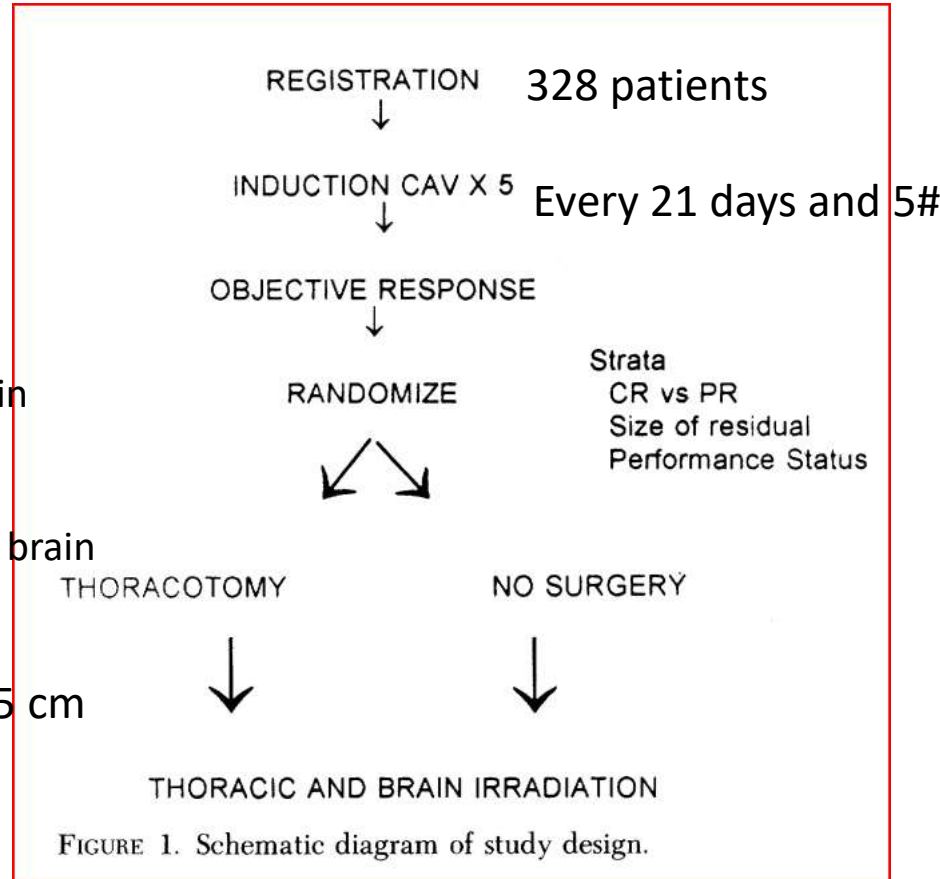 REGISTRATION 328 patients
INDUCTION CAV X 5 Every 21 days and 5#
OBJECTIVE RESPONSE
in
RANDOMIZE
Strata
CR vs PR
Size of residual
Performance Status
brain
THORACOTOMY NO SURGERY
5 cm
THORACIC AND BRAIN IRRADIATION
FIGURE 1. Schematic diagram of study design.